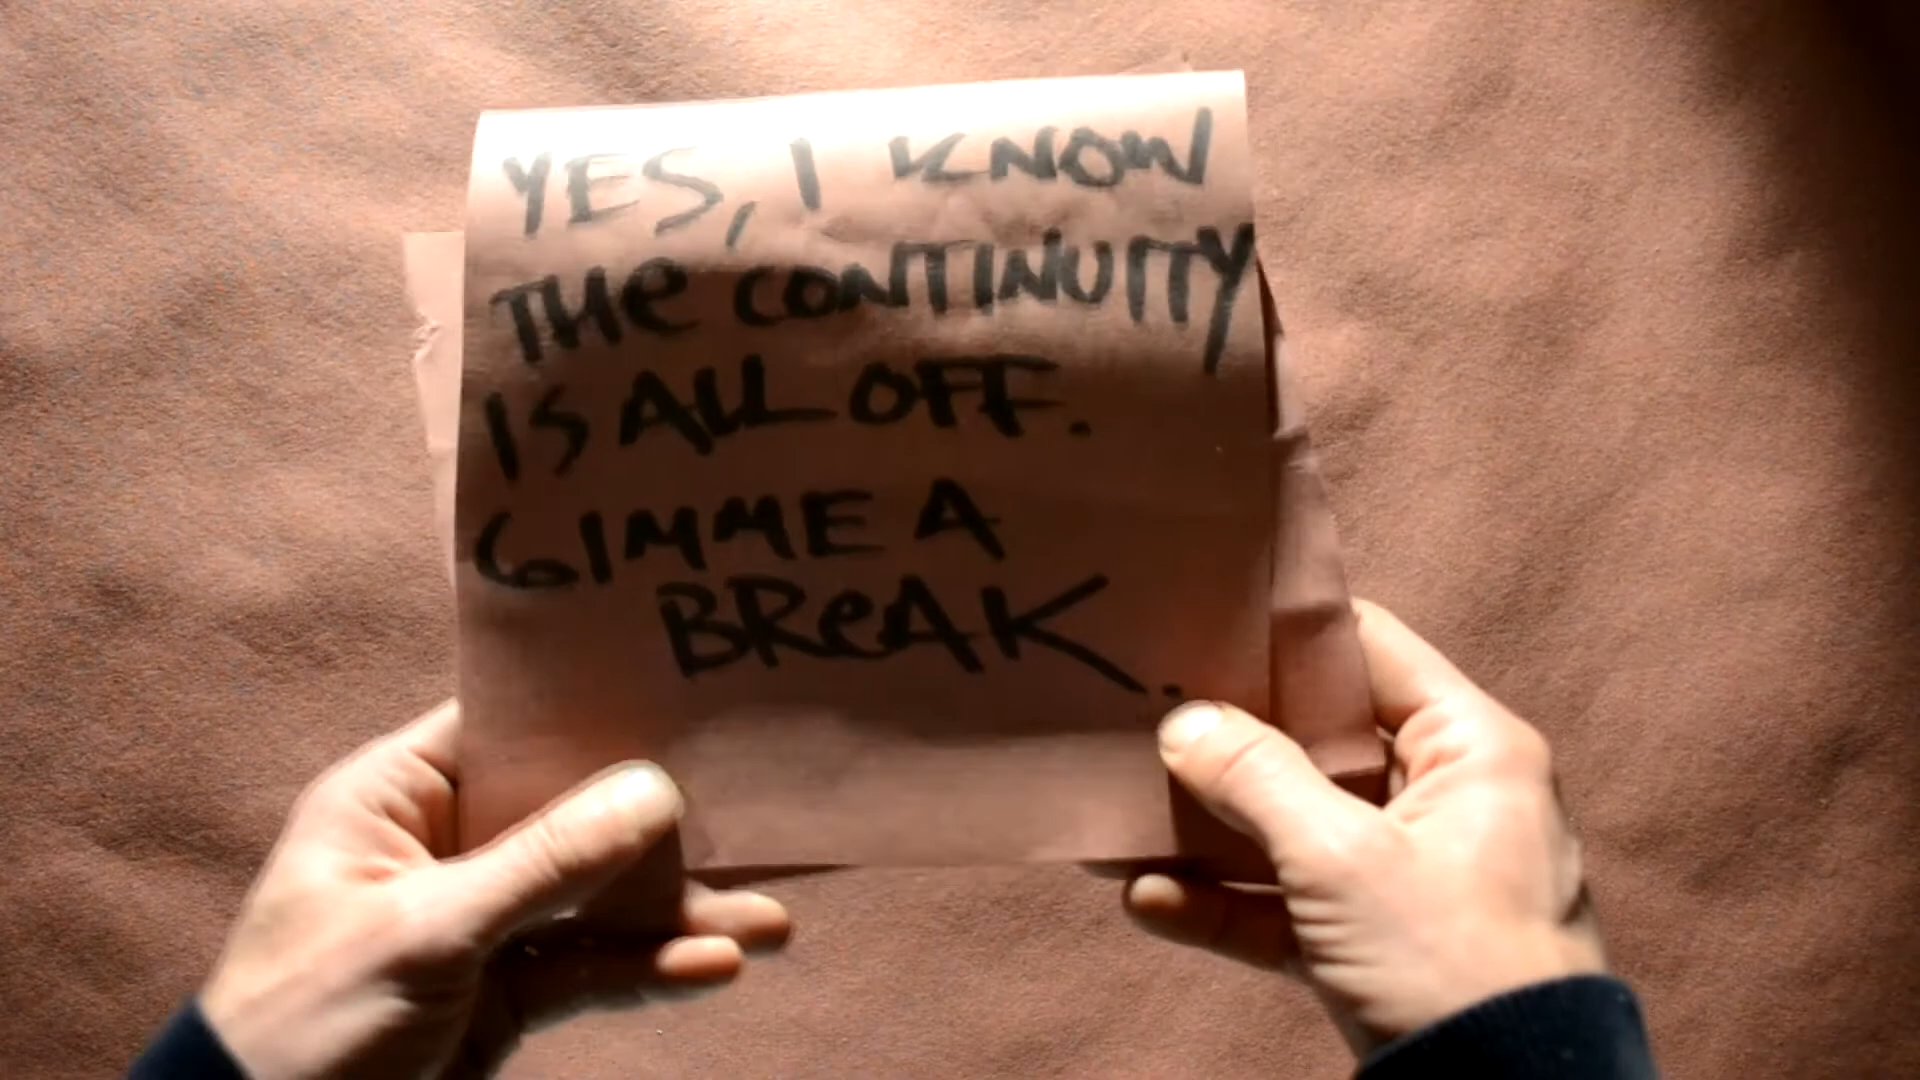 YES, I KNOW
THe CONTINUITY
IS ALL OFF.
GIMME A
BReAK.